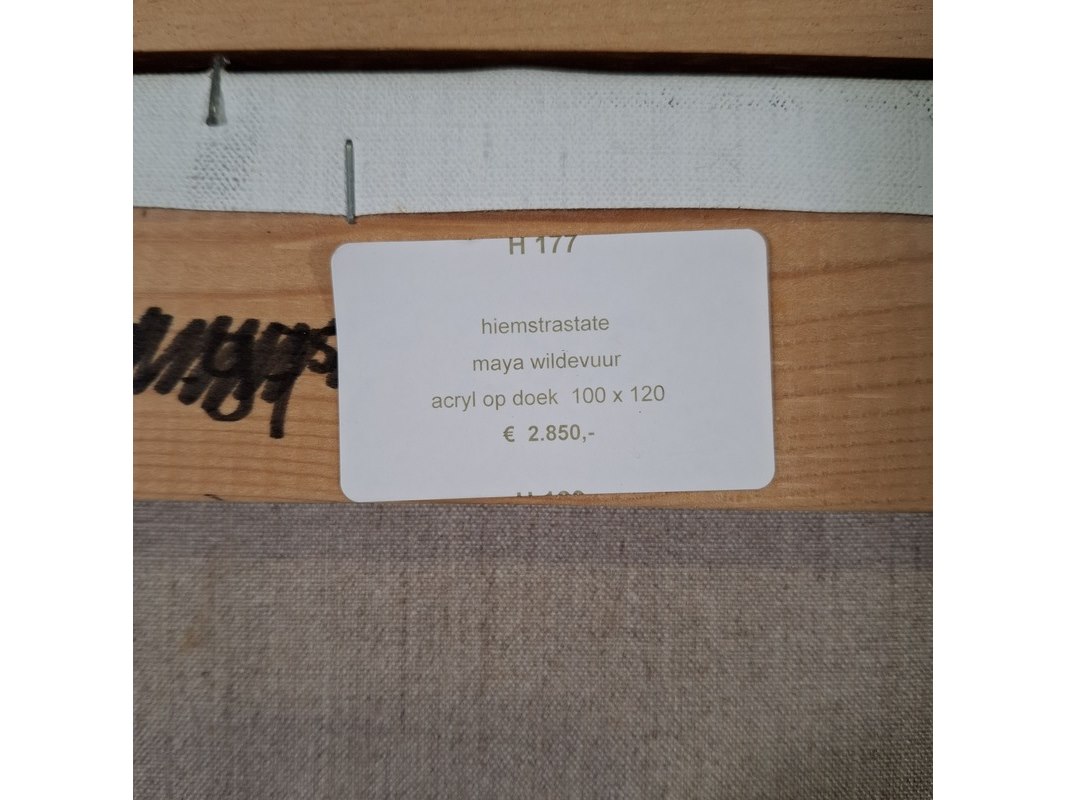 H 177
hiemstrastate
maya wildevuur
acryl op doek 100 x 120
€ 2.850,-